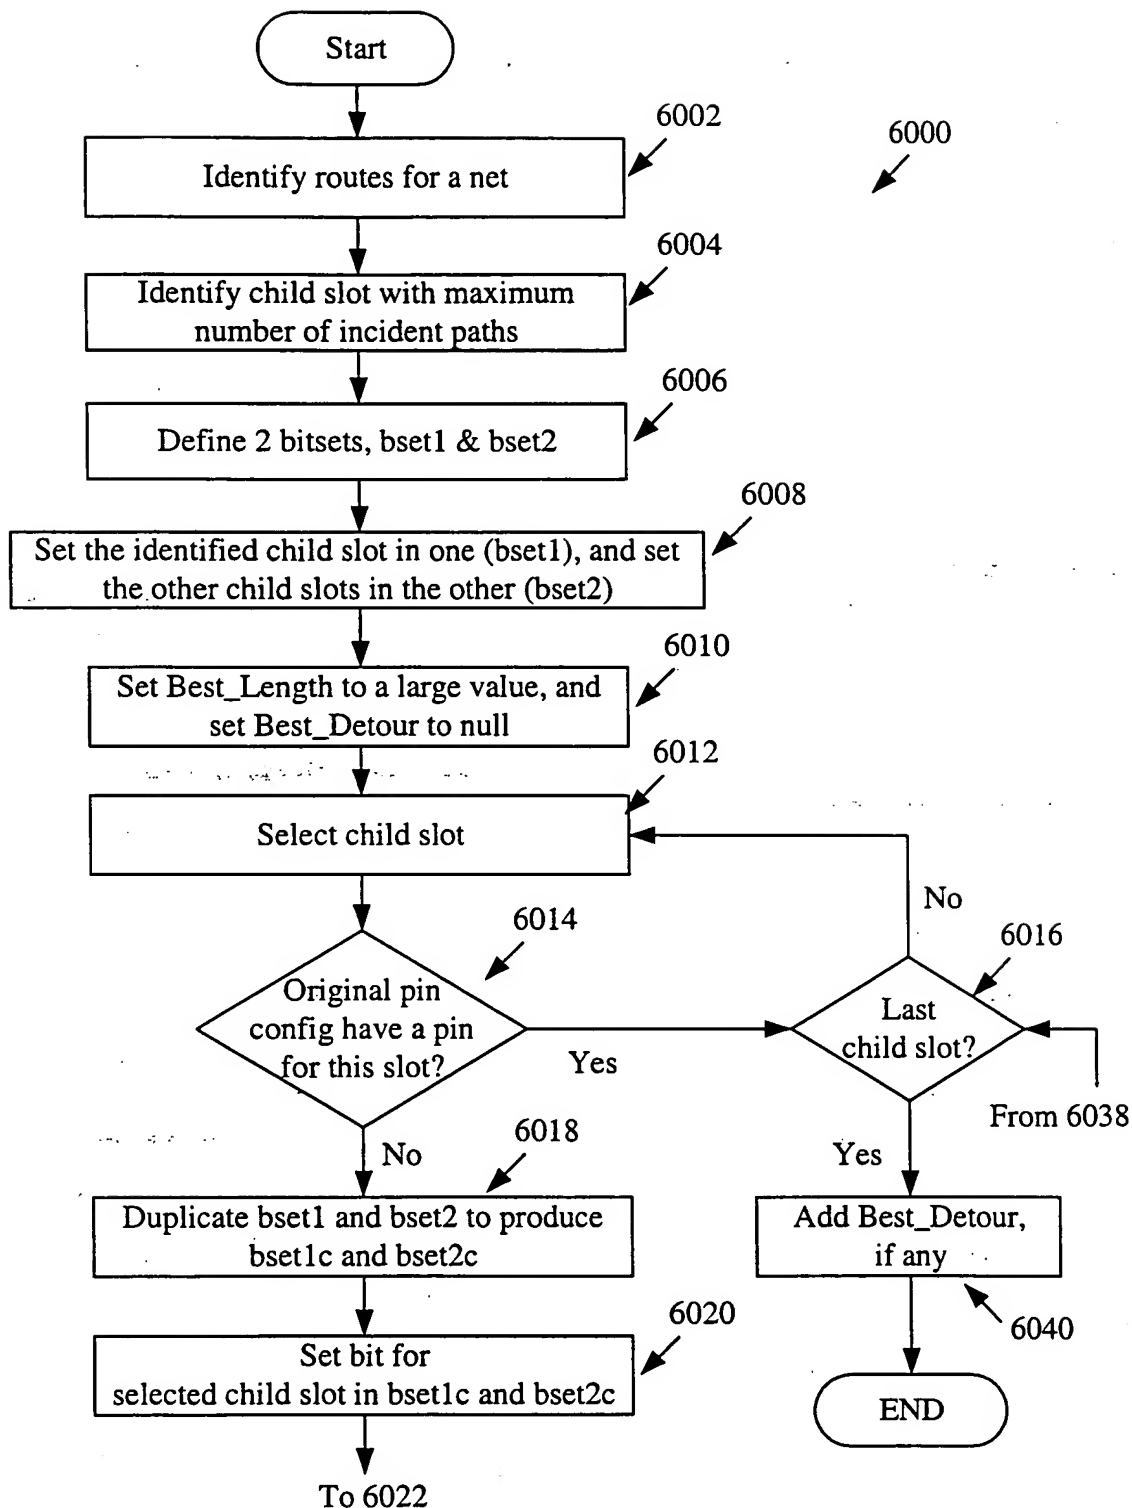 Start
6002
6000
Identify routes for a net
6004
Identify child slot with maximum
number of incident paths
6006
Define 2 bitsets, bset1 & bset2
6008
Set the identified child slot in one (bset1), and set
the other child slots in the other (bset2)
6010
Set Best_Length to a large value, and
set Best_Detour to null
6012
Select child slot
No
6014
6016
Original pin
config have a pin
for this slot?
Last
child slot?
Yes
From 6038
6018
No
Yes
Duplicate bset1 and bset2 to produce
bset1c and bset2c
Add Best_Detour,
if any
6020
6040
Set bit for
selected child slot in bset1c and bset2c
END
To 6022